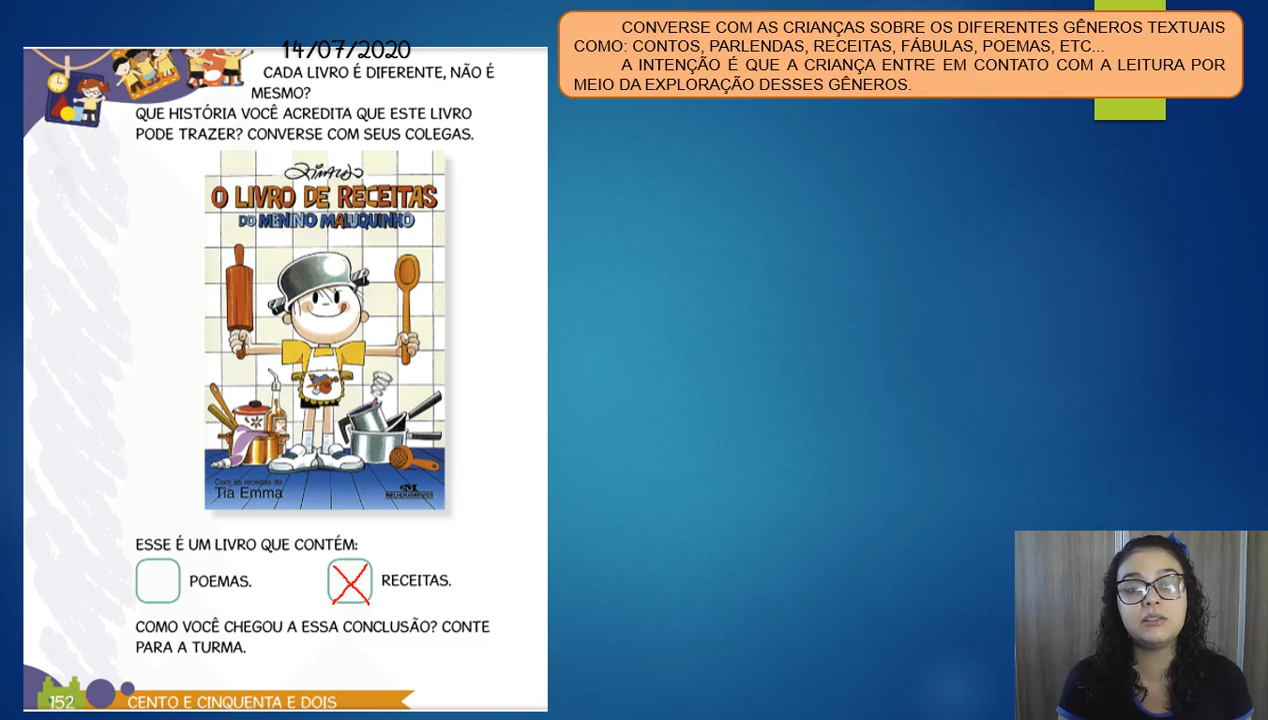 14/07/2020
CADA LIVRO É DIFERENTE, NÃO É
MESMO?
QUE HISTÓRIA VOCÊ ACREDITA QUE ESTE LIVRO
PODE TRAZER? CONVERSE COM SEUS COLEGAS.
ZIRALDO
O LIVRO DE RECEITAS
DO MENINO MALUQUINHO
Com as receitas da
Tia Emma
MELHORAMENTOS
ESSE É UM LIVRO QUE CONTÉM:
POEMAS. RECEITAS.
COMO VOCÊ CHEGOU A ESSA CONCLUSÃO? CONTE
PARA A TURMA.
152 CENTO E CINQUENTA E DOIS
CONVERSE COM AS CRIANÇAS SOBRE OS DIFERENTES GÊNEROS TEXTUAIS
COMO: CONTOS, PARLENDAS, RECEITAS, FÁBULAS, POEMAS, ETC...
A INTENÇÃO É QUE A CRIANÇA ENTRE EM CONTATO COM A LEITURA POR
MEIO DA EXPLORAÇÃO DESSES GÊNEROS.